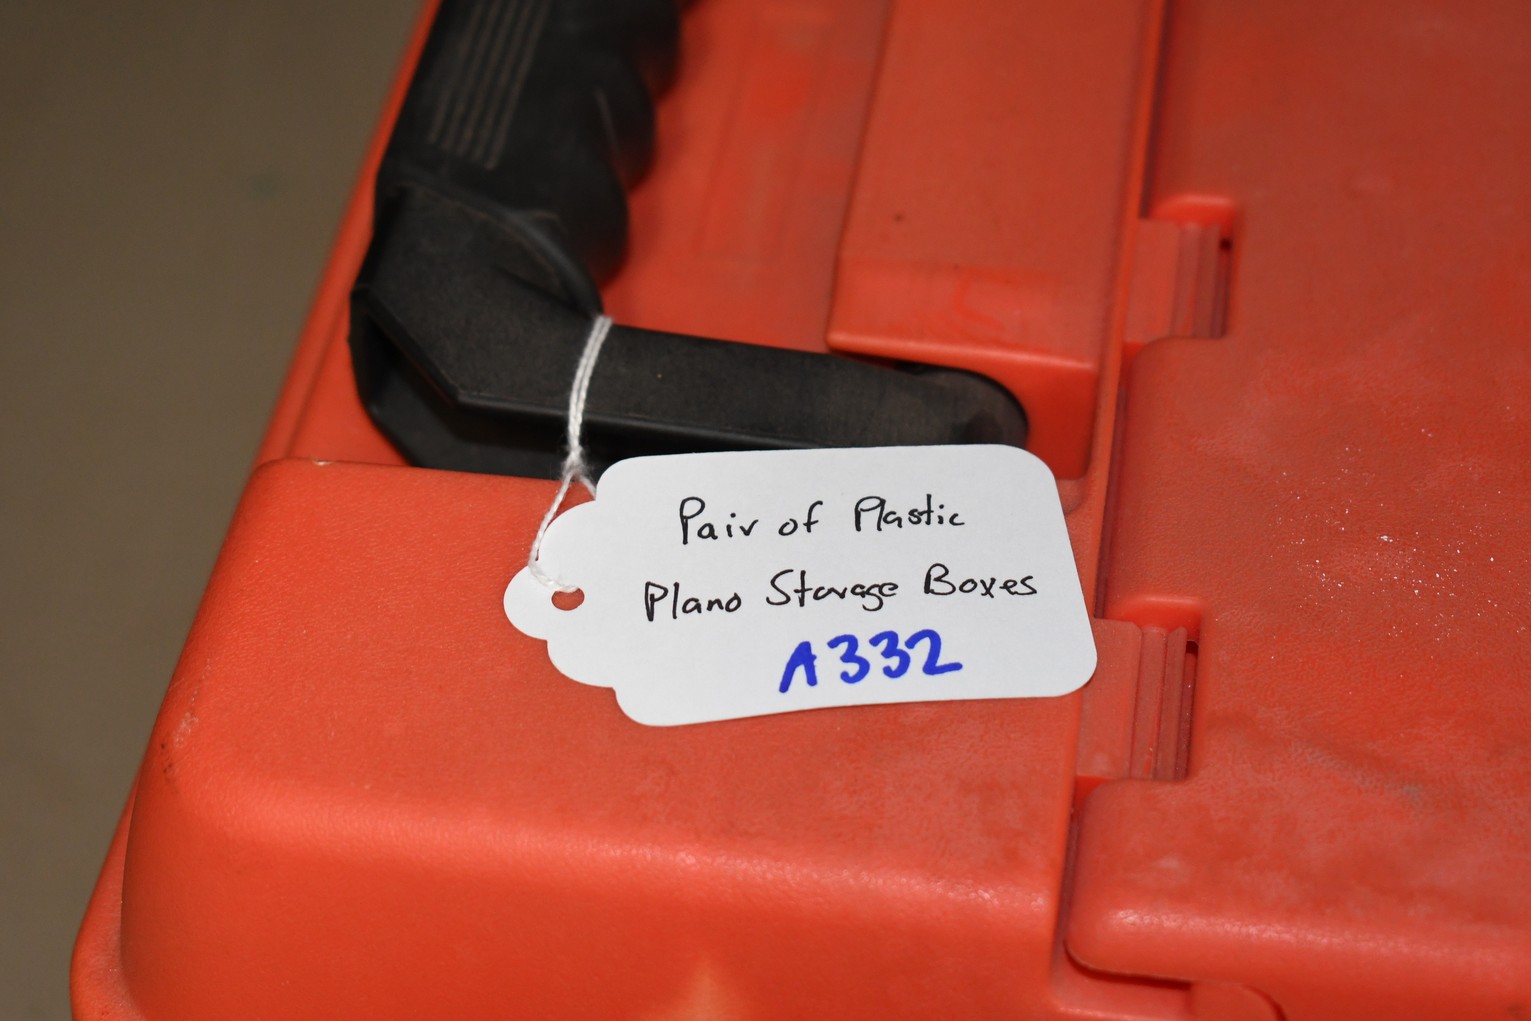 Pair of Plastic
Plano Storage Boxes
A332